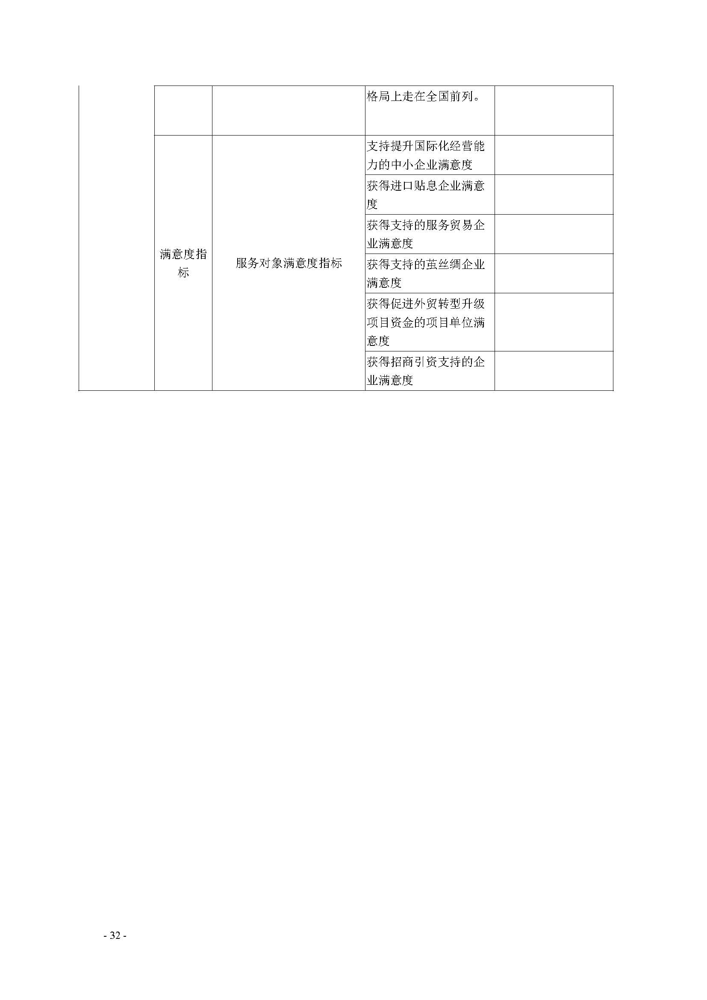 格局上走在全国前列。
满意度指
标
服务对象满意度指标
支持提升国际化经营能
力的中小企业满意度
获得进口贴息企业满意
度
获得支持的服务贸易企
业满意度
获得支持的茧丝绸企业
满意度
获得促进外贸转型升级
项目资金的项目单位满
意度
获得招商引资支持的企
业满意度
- 32 -